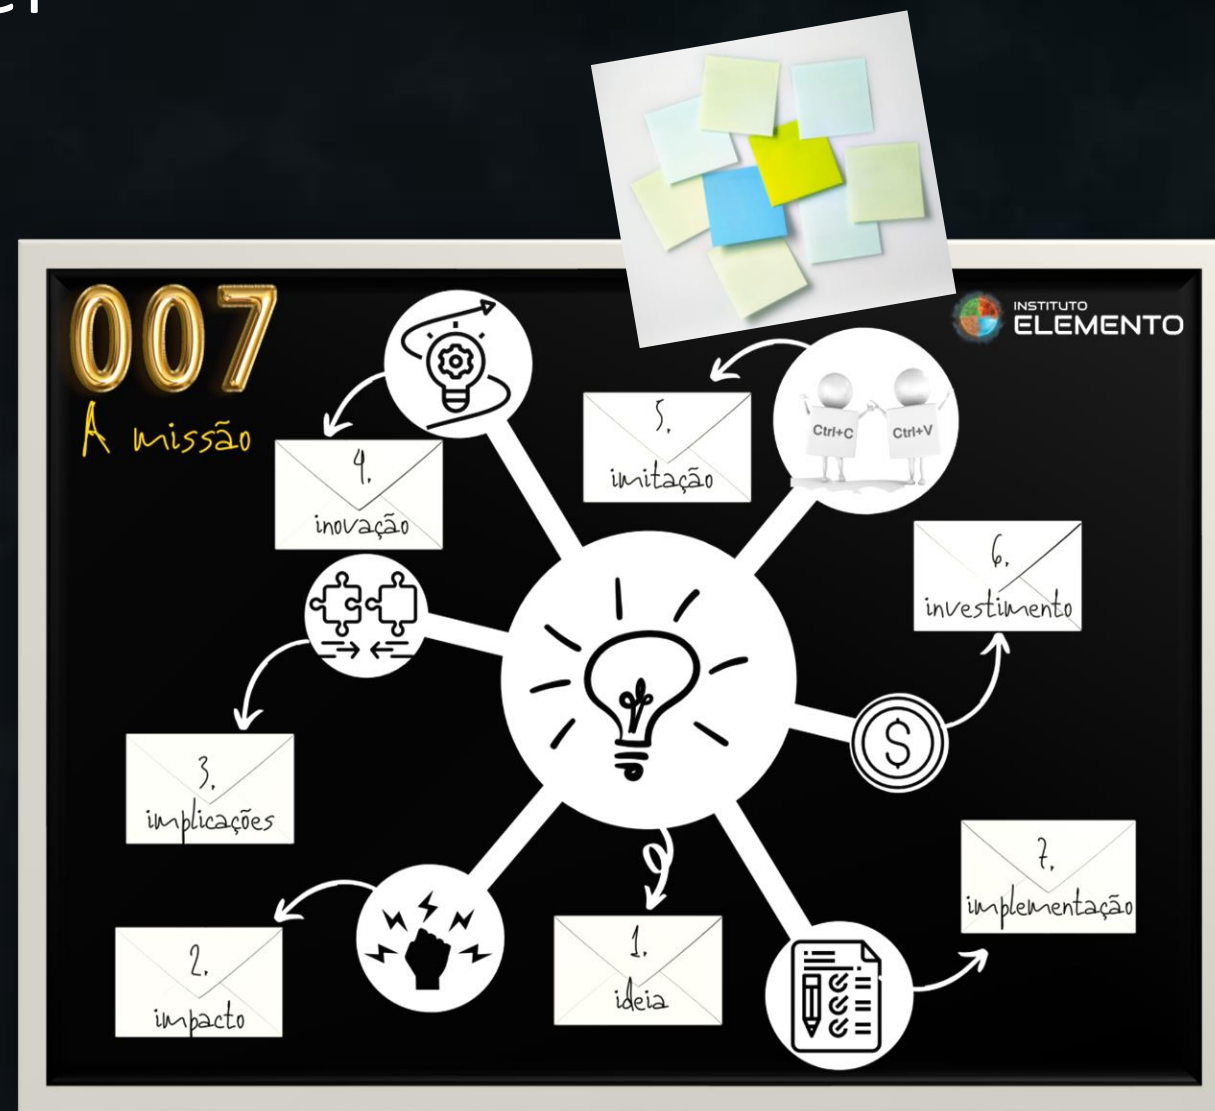 007
A missão
INSTITUTO
ELEMENTO
4.
inovação
5.
imitação
Ctrl+C
Ctrl+V
6.
investimento
3.
implicações
7.
implementação
2.
impacto
1.
ideia